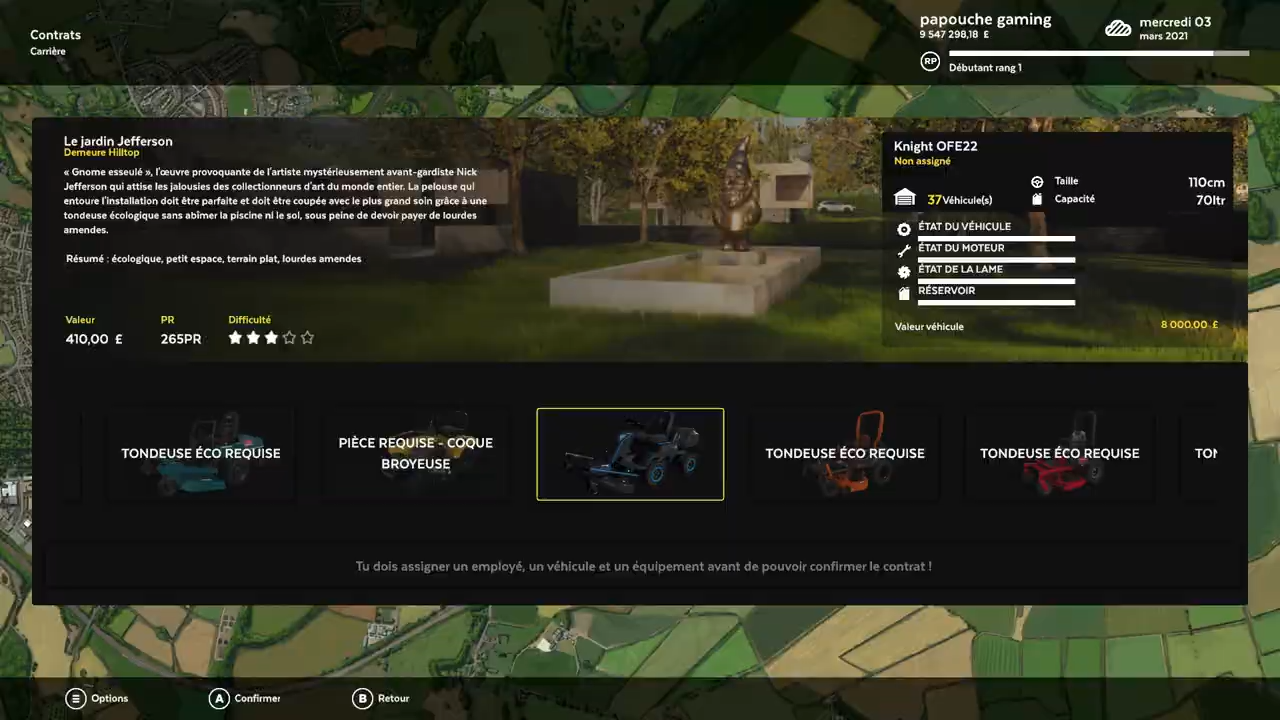 Contrats
Carrière
papouche gaming
9 547 298,18 £
mercredi 03
mars 2021
RP
Débutant rang 1
Le jardin Jefferson
Demeure Hilltop
« Gnome esseulé », l'œuvre provoquante de l'artiste mystérieusement avant-gardiste Nick
Jefferson qui attise les jalousies des collectionneurs d'art du monde entier. La pelouse qui
entoure l'installation doit être parfaite et doit être coupée avec le plus grand soin grâce à une
tondeuse écologique sans abîmer la piscine ni le sol, sous peine de devoir payer de lourdes
amendes.
Résumé : écologique, petit espace, terrain plat, lourdes amendes
Valeur
410,00 £
PR
265PR
Difficulté
Knight OFE22
Non assigné
37 Véhicule(s)
Taille 110cm
Capacité 70ltr
ÉTAT DU VÉHICULE
ÉTAT DU MOTEUR
ÉTAT DE LA LAME
RÉSERVOIR
Valeur véhicule 8 000,00 £
TONDEUSE ÉCO REQUISE
PIÈCE REQUISE - COQUE
BROYEUSE
TONDEUSE ÉCO REQUISE
TONDEUSE ÉCO REQUISE
TON
Tu dois assigner un employé, un véhicule et un équipement avant de pouvoir confirmer le contrat !
Options
A Confirmer
B Retour